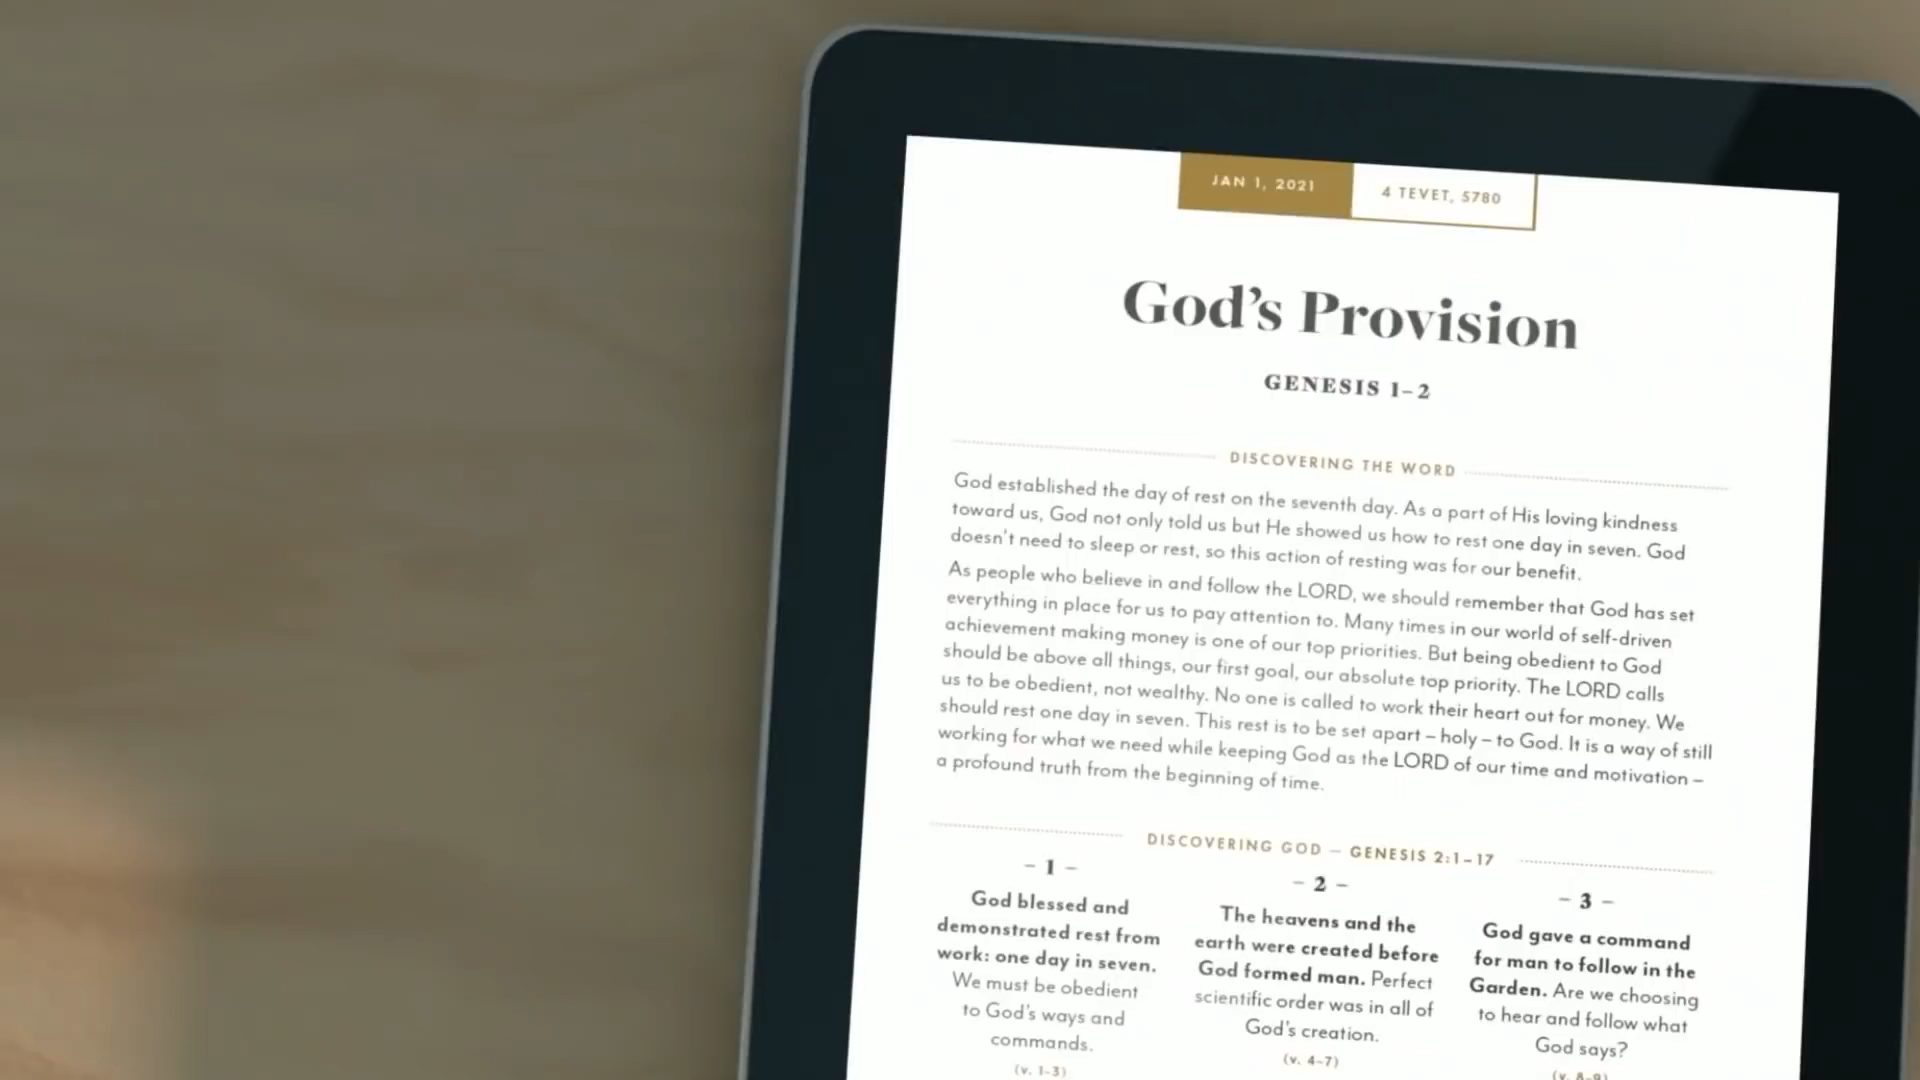 JAN 1, 2021
4 TEVET, 5780
God's Provision
GENESIS 1–2
DISCOVERING THE WORD
God established the day of rest on the seventh day. As a part of His loving kindness
toward us, God not only told us but He showed us how to rest one day in seven. God
doesn't need to sleep or rest, so this action of resting was for our benefit.
As people who believe in and follow the LORD, we should remember that God has set
everything in place for us to pay attention to. Many times in our world of self-driven
achievement making money is one of our top priorities. But being obedient to God
should be above all things, our first goal, our absolute top priority. The LORD calls
us to be obedient, not wealthy. No one is called to work their heart out for money. We
should rest one day in seven. This rest is to be set apart – holy – to God. It is a way of still
working for what we need while keeping God as the LORD of our time and motivation –
a profound truth from the beginning of time.
DISCOVERING GOD – GENESIS 2:1–17
– 1 –
God blessed and
demonstrated rest from
work: one day in seven.
We must be obedient
to God's ways and
commands.
(v. 1–3)
– 2 –
The heavens and the
earth were created before
God formed man. Perfect
scientific order was in all of
God's creation.
(v. 4–7)
– 3 –
God gave a command
for man to follow in the
Garden. Are we choosing
to hear and follow what
God says?
(v. 8–9)